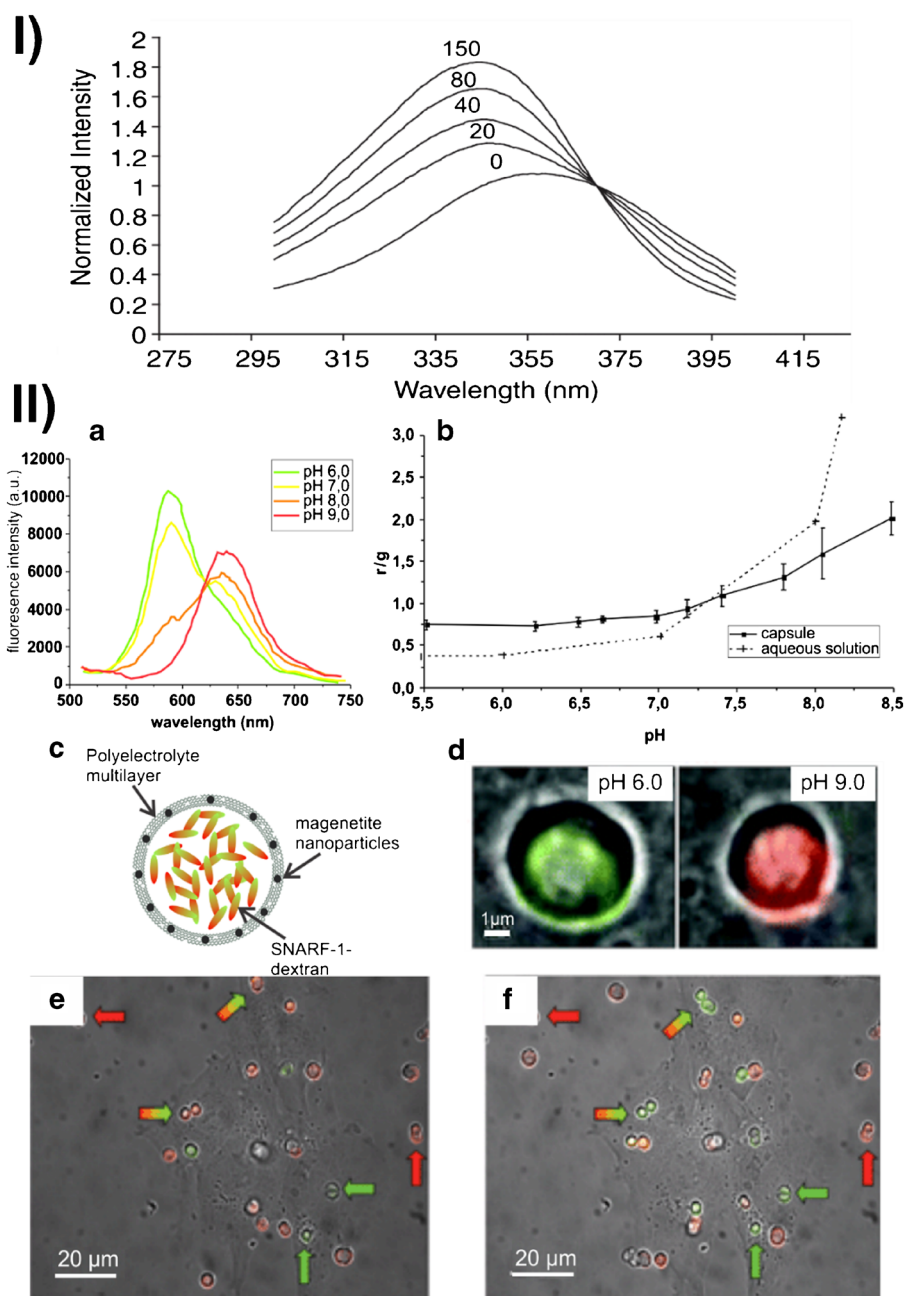 I)
Normalized Intensity
2
1.8
1.6
1.4
1.2
1
0.8
0.6
0.4
0.2
0
150
80
40
20
0
275 295 315 335 355 375 395 415
Wavelength (nm)
II)
a
fluoresence intensity (a.u.)
12000
10000
8000
6000
4000
2000
0
pH 6,0
pH 7,0
pH 8,0
pH 9,0
500 550 600 650 700 750
wavelength (nm)
b
r/g
3,0
2,5
2,0
1,5
1,0
0,5
0,0
capsule
aqueous solution
5,5 6,0 6,5 7,0 7,5 8,0 8,5
pH
c
Polyelectrolyte
multilayer
magenetite
nanoparticles
SNARF-1-
dextran
d
pH 6.0
pH 9.0
1µm
e
20 µm
f
20 µm